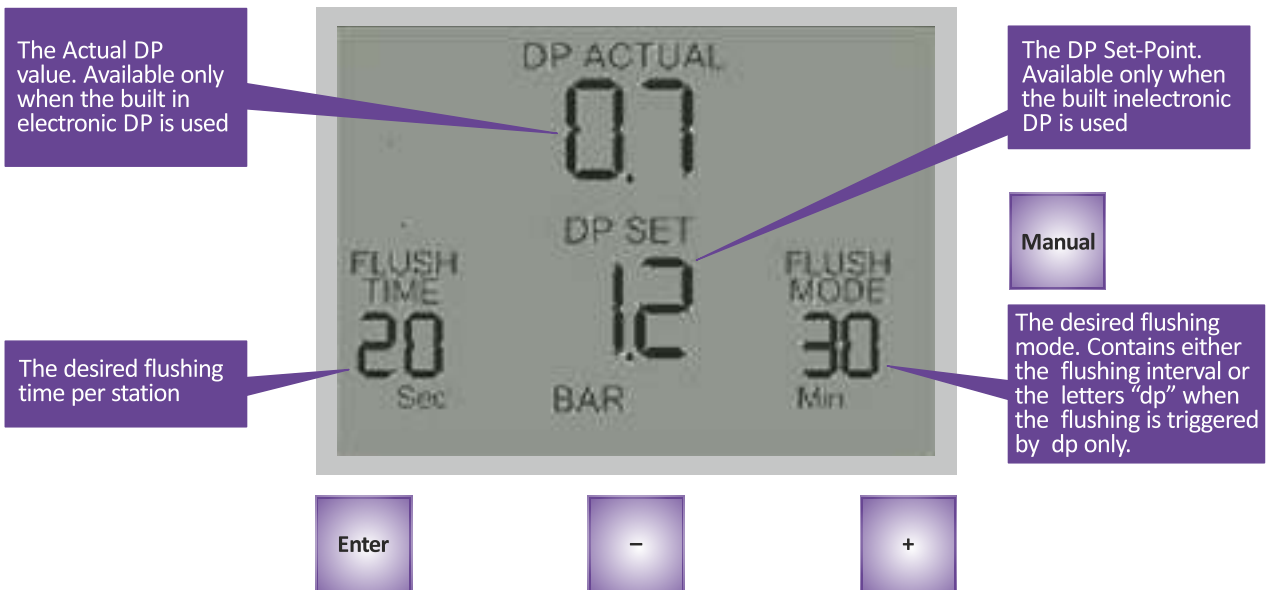 The Actual DP
value. Available only
when the built in
electronic DP is used
DP ACTUAL
0.7
The DP Set-Point.
Available only when
the built inelectronic
DP is used
DP SET
1.2
BAR
FLUSH
TIME
20
Sec
FLUSH
MODE
30
Min
Manual
The desired flushing
time per station
The desired flushing
mode. Contains either
the flushing interval or
the letters “dp” when
the flushing is triggered
by dp only.
Enter
–
+